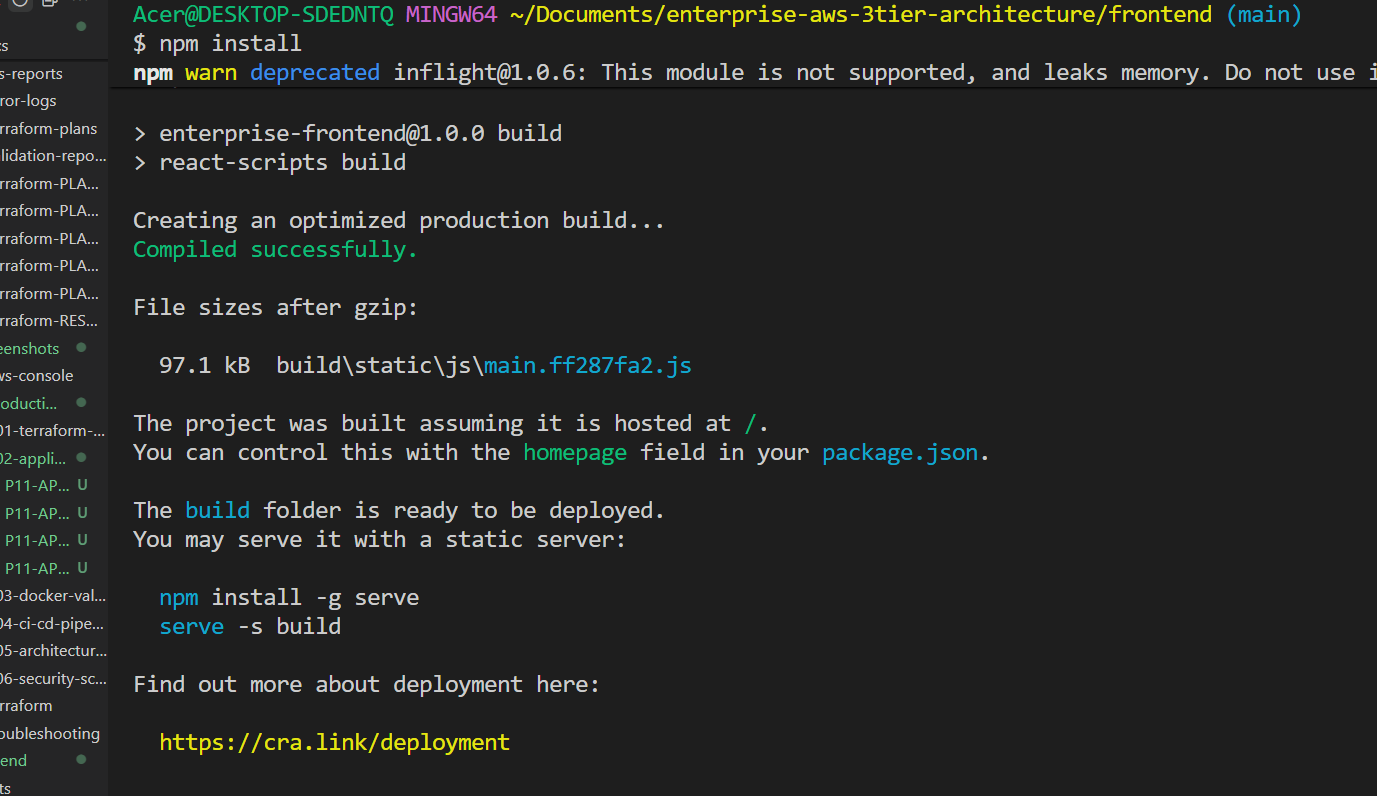 Acer@DESKTOP-SDEDNTQ MINGW64 ~/Documents/enterprise-aws-3tier-architecture/frontend (main)
$ npm install
npm warn deprecated inflight@1.0.6: This module is not supported, and leaks memory. Do not use
> enterprise-frontend@1.0.0 build
> react-scripts build
Creating an optimized production build...
Compiled successfully.
File sizes after gzip:
97.1 kB  build\static\js\main.ff287fa2.js
The project was built assuming it is hosted at /.
You can control this with the homepage field in your package.json.
The build folder is ready to be deployed.
You may serve it with a static server:
npm install -g serve
serve -s build
Find out more about deployment here:
https://cra.link/deployment
cs
s-reports
ror-logs
rraform-plans
lidation-repo...
rraform-PLA...
rraform-PLA...
rraform-PLA...
rraform-PLA...
rraform-PLA...
rraform-RES...
eenshots
ws-console
oducti...
01-terraform-...
02-appli...
P11-AP... U
P11-AP... U
P11-AP... U
P11-AP... U
03-docker-val...
04-ci-cd-pipe...
05-architectur...
06-security-sc...
rraform
oubleshooting
end
ts